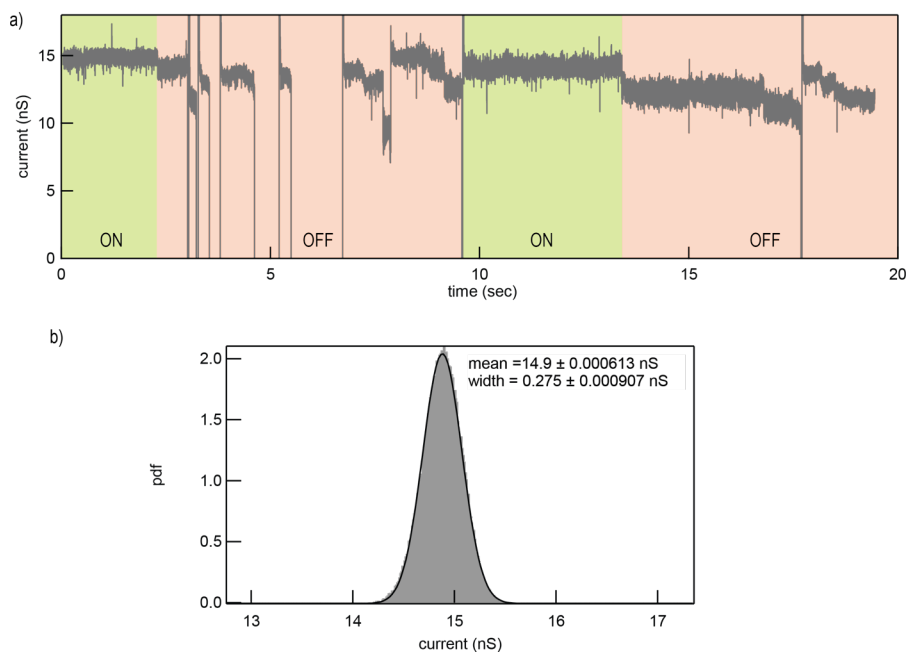 a)
15
10
5
0
current (nS)
ON
OFF
ON
OFF
0
5
10
15
20
time (sec)
b)
2.0
1.5
1.0
0.5
0.0
pdf
mean =14.9 ± 0.000613 nS
width = 0.275 ± 0.000907 nS
13
14
15
16
17
current (nS)